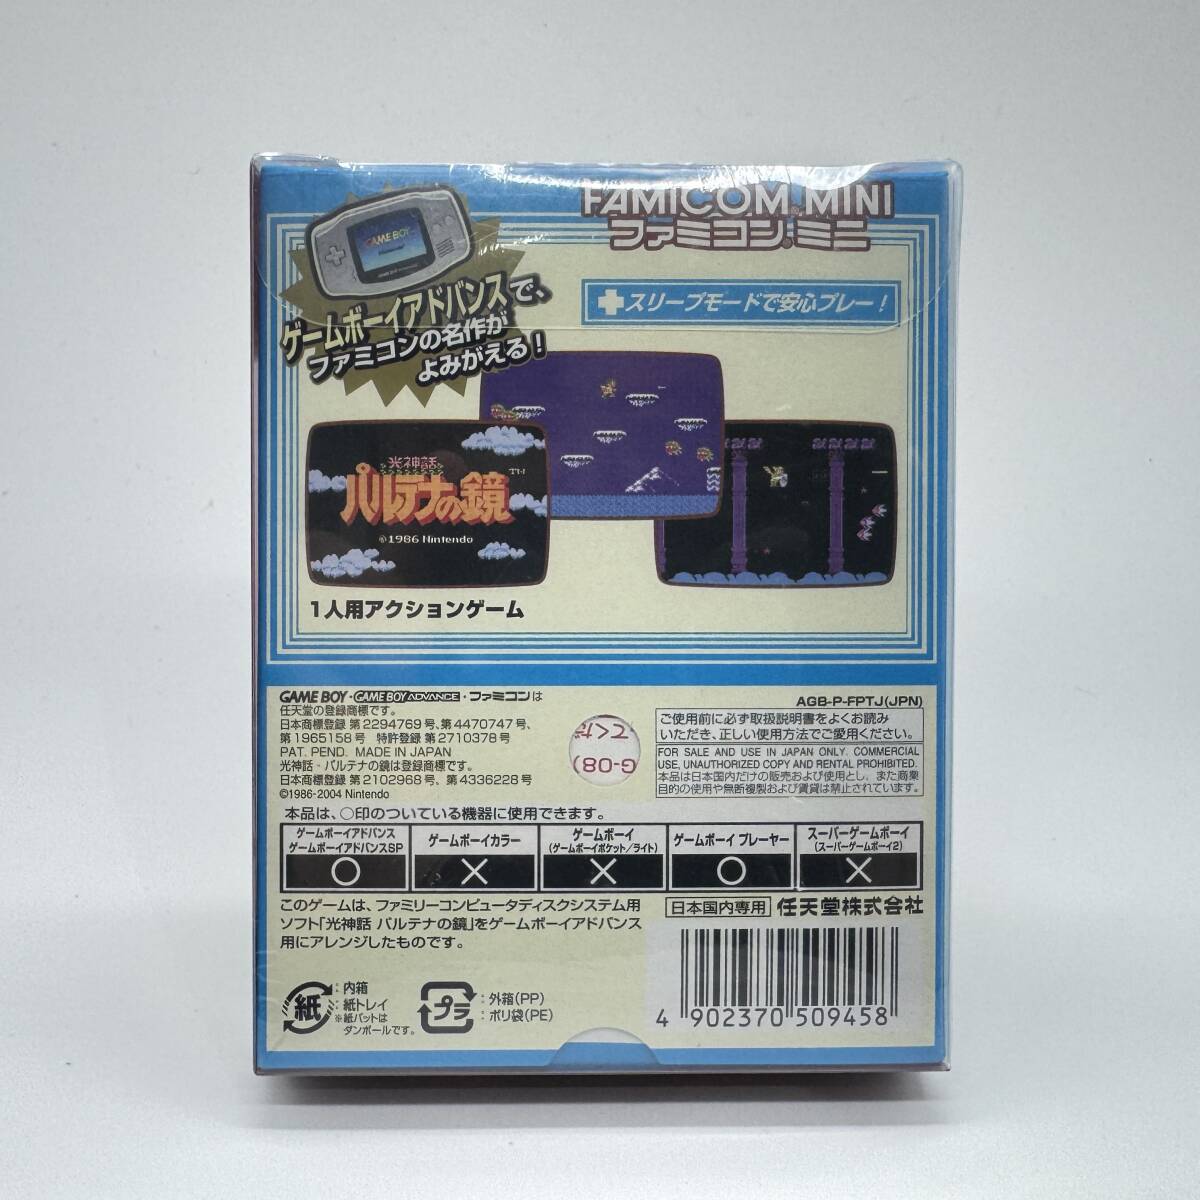 FAMICOM MINI
ファミコン ミニ
GAME BOY
ゲームボーイアドバンスで、
ファミコンの名作が
よみがえる!
スリープモードで安心プレー!
光神話
パルテナの鏡
TM
©1986 Nintendo
1人用アクションゲーム
GAME BOY・GAME BOY ADVANCE・ファミコンは
任天堂の登録商標です。
日本商標登録 第2294769号、第4470747号、
第1965158号 特許登録 第2710378号
PAT. PEND. MADE IN JAPAN
光神話・パルテナの鏡は登録商標です。
日本商標登録 第2102968号、第4336228号
©1986-2004 Nintendo
てくだ
G-08)
AGB-P-FPTJ(JPN)
ご使用前に必ず取扱説明書をよくお読み
いただき、正しい使用方法でご愛用ください。
FOR SALE AND USE IN JAPAN ONLY. COMMERCIAL
USE, UNAUTHORIZED COPY AND RENTAL PROHIBITED.
本品は日本国内だけの販売および使用とし、また商業
目的の使用や無断複製および賃貸は禁止されています。
本品は、○印のついている機器に使用できます。
ゲームボーイアドバンス
ゲームボーイアドバンスSP
○
ゲームボーイカラー
×
ゲームボーイ
(ゲームボーイポケット/ライト)
×
ゲームボーイ プレーヤー
○
スーパーゲームボーイ
(スーパーゲームボーイ2)
×
このゲームは、ファミリーコンピュータディスクシステム用
ソフト「光神話 パルテナの鏡」をゲームボーイアドバンス
用にアレンジしたものです。
日本国内専用 任天堂株式会社
紙
:内箱
:紙トレイ
※紙パットは
ダンボールです。
プラ
:外箱(PP)
:ポリ袋(PE)
4 902370 509458